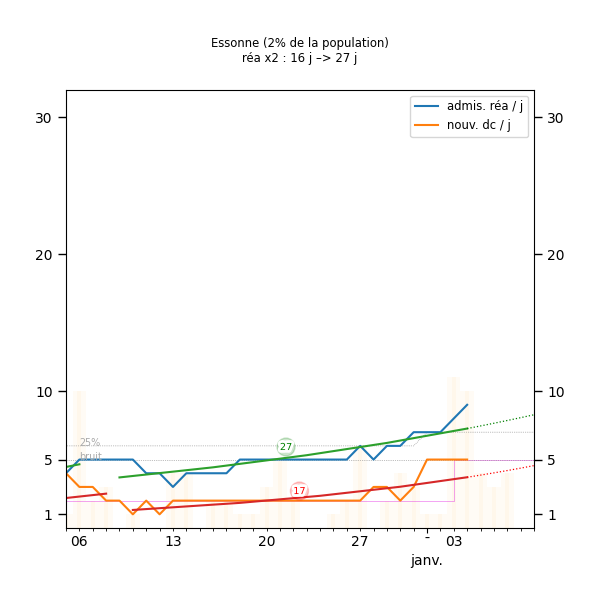 Essonne (2% de la population)
réa x2 : 16 j −> 27 j
admis. réa / j
nouv. dc / j
30 30
20 20
10 10
25%
bruit
27
5 5
17
1 1
06 13 20 27 - 03
janv.